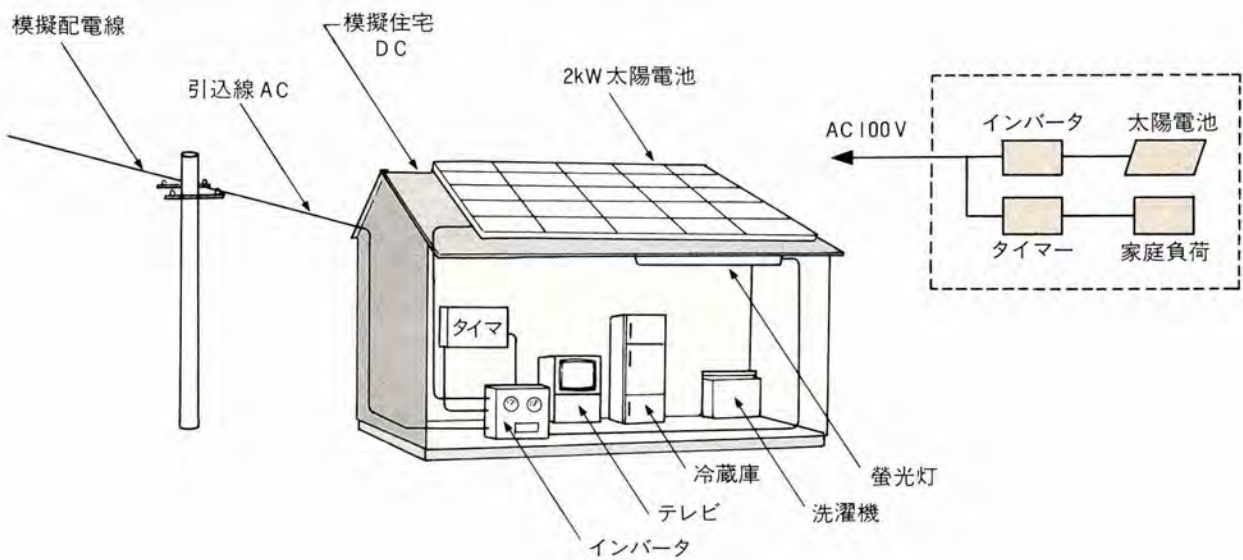 模擬配電線
引込線AC
模擬住宅
DC
2kW太陽電池
AC100V
インバータ
太陽電池
タイマー
家庭負荷
タイマ
冷蔵庫
テレビ
インバータ
螢光灯
洗濯機